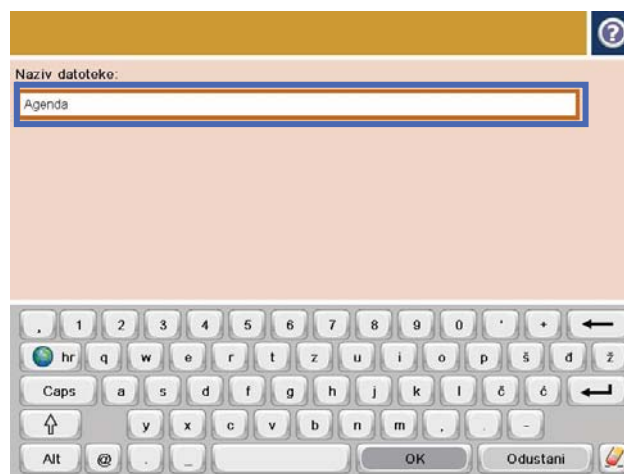 ?
Naziv datoteke:
Agenda
, 1 2 3 4 5 6 7 8 9 0 ' +
hr q w e r t z u i o p š đ ž
Caps a s d f g h j k l č ć
y x c v b n m , . -
Alt @ . _ OK Odustani